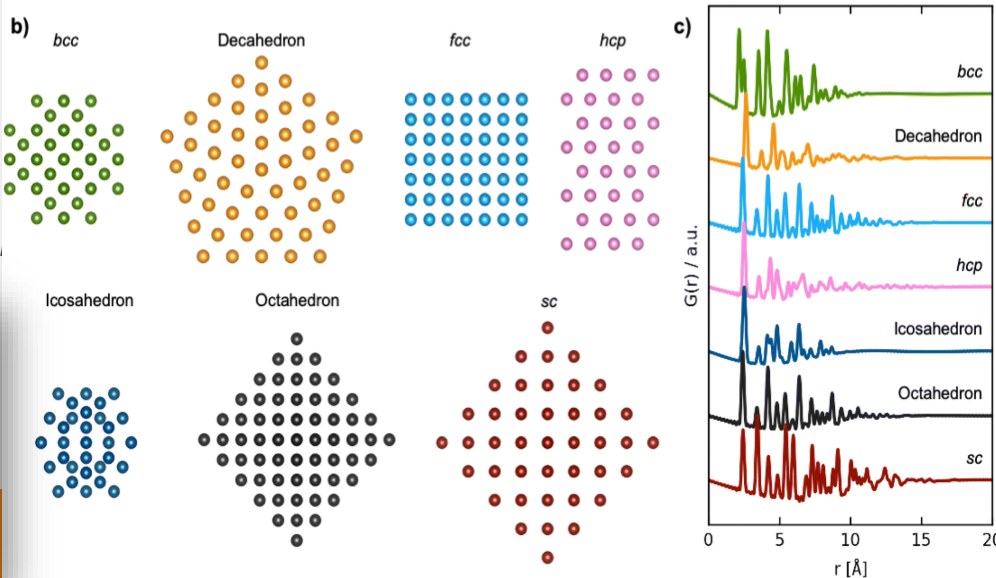 b)
bcc
Decahedron
fcc
hcp
Icosahedron
Octahedron
sc
c)
bcc
Decahedron
fcc
hcp
Icosahedron
Octahedron
sc
G(r) / a.u.
0 5 10 15 20
r [Å]